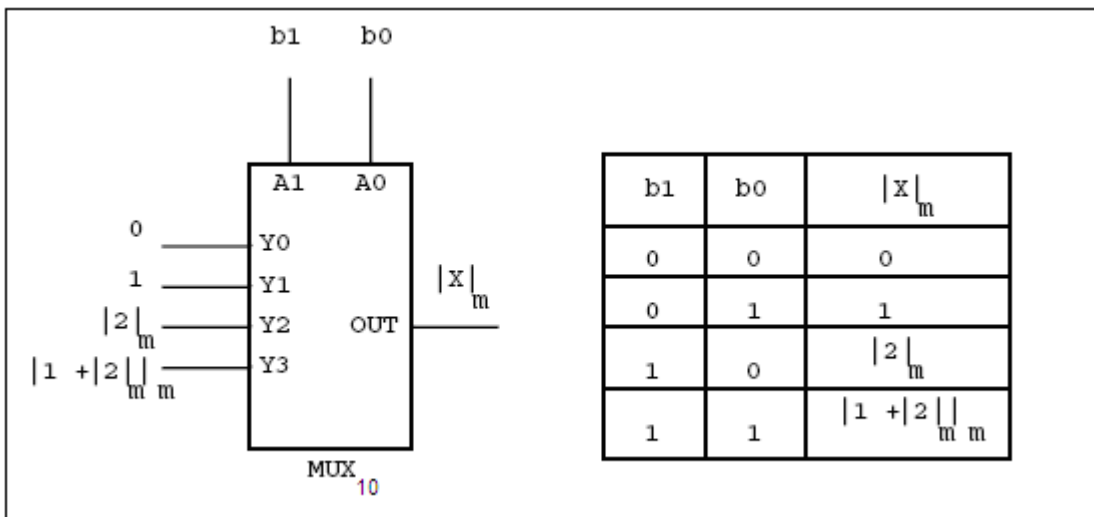 b1 b0
A1 A0
0 Y0
1 Y1
|2|m Y2 OUT |X|m
|1 +|2|m|m Y3
MUX10
b1 b0 |X|m
0 0 0
0 1 1
1 0 |2|m
1 1 |1 +|2|m|m